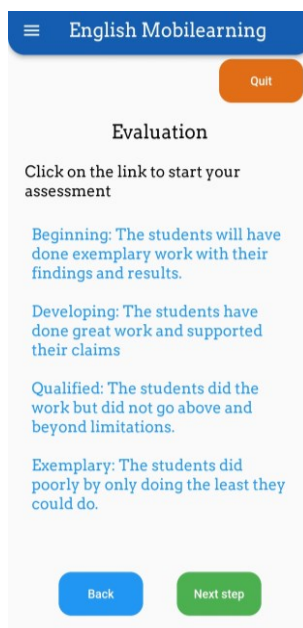 English Mobilearning
Quit
Evaluation
Click on the link to start your
assessment
Beginning: The students will have
done exemplary work with their
findings and results.
Developing: The students have
done great work and supported
their claims
Qualified: The students did the
work but did not go above and
beyond limitations.
Exemplary: The students did
poorly by only doing the least they
could do.
Back
Next step